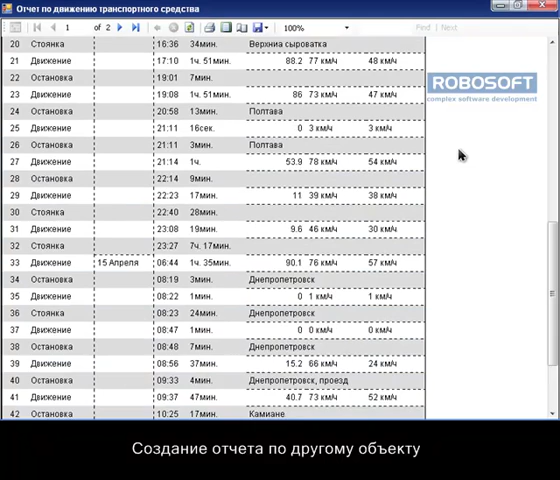 Отчет по движению транспортного средства
1 of 2 100% Find | Next
20 Стоянка 16:36 34мин. Верхниа сыроватка
21 Движение 17:10 1ч. 51мин. 88.2 77 км/ч 48 км/ч
22 Остановка 19:01 7мин.
23 Движение 19:08 1ч. 51мин. 86 73 км/ч 47 км/ч
ROBOSOFT
complex software development
24 Остановка 20:58 13мин. Полтава
25 Движение 21:11 16сек. 0 3 км/ч 3 км/ч
26 Остановка 21:11 3мин. Полтава
27 Движение 21:14 1ч. 53.9 78 км/ч 54 км/ч
28 Остановка 22:14 9мин.
29 Движение 22:23 17мин. 11 39 км/ч 38 км/ч
30 Стоянка 22:40 28мин.
31 Движение 23:08 19мин. 9.6 46 км/ч 30 км/ч
32 Стоянка 23:27 7ч. 17мин.
33 Движение 15 Апреля 06:44 1ч. 35мин. 90.1 76 км/ч 57 км/ч
34 Остановка 08:19 3мин. Днепропетровск
35 Движение 08:22 1мин. 0 1 км/ч 1 км/ч
36 Стоянка 08:23 24мин. Днепропетровск
37 Движение 08:47 1мин. 0 0 км/ч 0 км/ч
38 Остановка 08:48 7мин. Днепропетровск
39 Движение 08:56 37мин. 15.2 66 км/ч 24 км/ч
40 Остановка 09:33 4мин. Днепропетровск, проезд
41 Движение 09:37 47мин. 40.7 73 км/ч 52 км/ч
42 Остановка 10:25 17мин. Камиане
Создание отчета по другому объекту